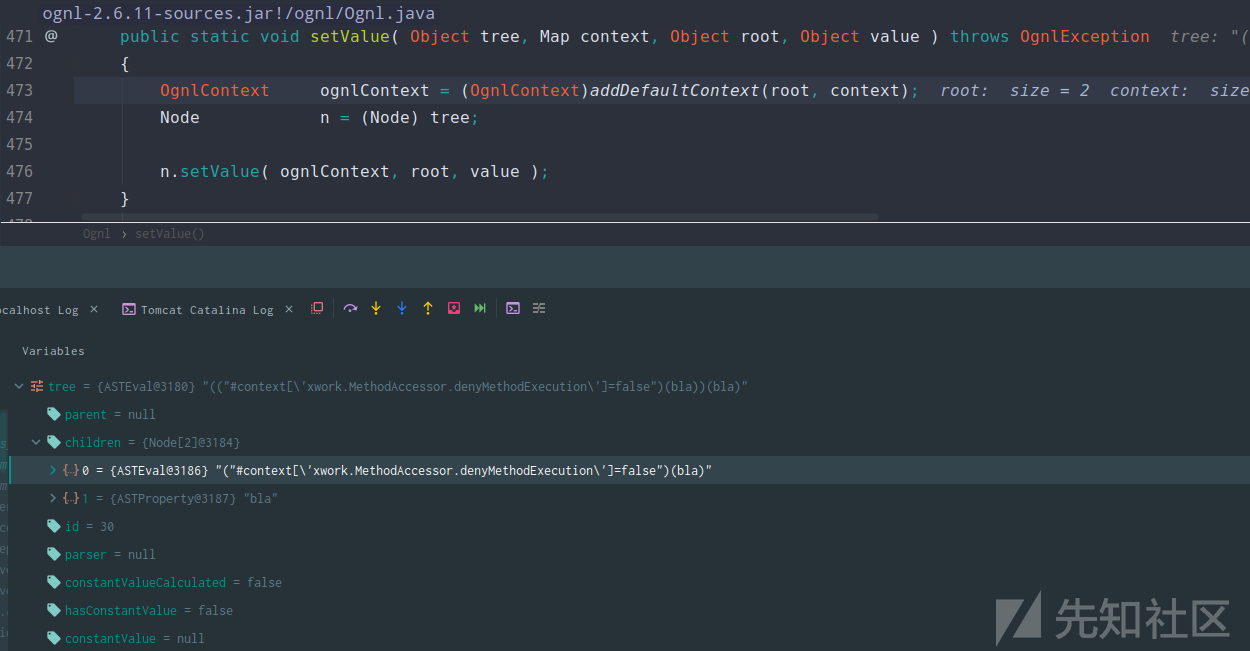 ognl-2.6.11-sources.jar!/ognl/Ognl.java
471 @ public static void setValue( Object tree, Map context, Object root, Object value ) throws OgnlException tree: "(
472 {
473 OgnlContext ognlContext = (OgnlContext)addDefaultContext(root, context); root: size = 2 context: size
474 Node n = (Node) tree;
475
476 n.setValue( ognlContext, root, value );
477 }
Ognl › setValue()
ocalhost Log × Tomcat Catalina Log ×
Variables
tree = {ASTEval@3180} "(("#context[\'xwork.MethodAccessor.denyMethodExecution\']=false")(bla))(bla)"
parent = null
children = {Node[2]@3184}
0 = {ASTEval@3186} "("#context[\'xwork.MethodAccessor.denyMethodExecution\']=false")(bla)"
1 = {ASTProperty@3187} "bla"
id = 30
parser = null
constantValueCalculated = false
hasConstantValue = false
constantValue = null
先知社区